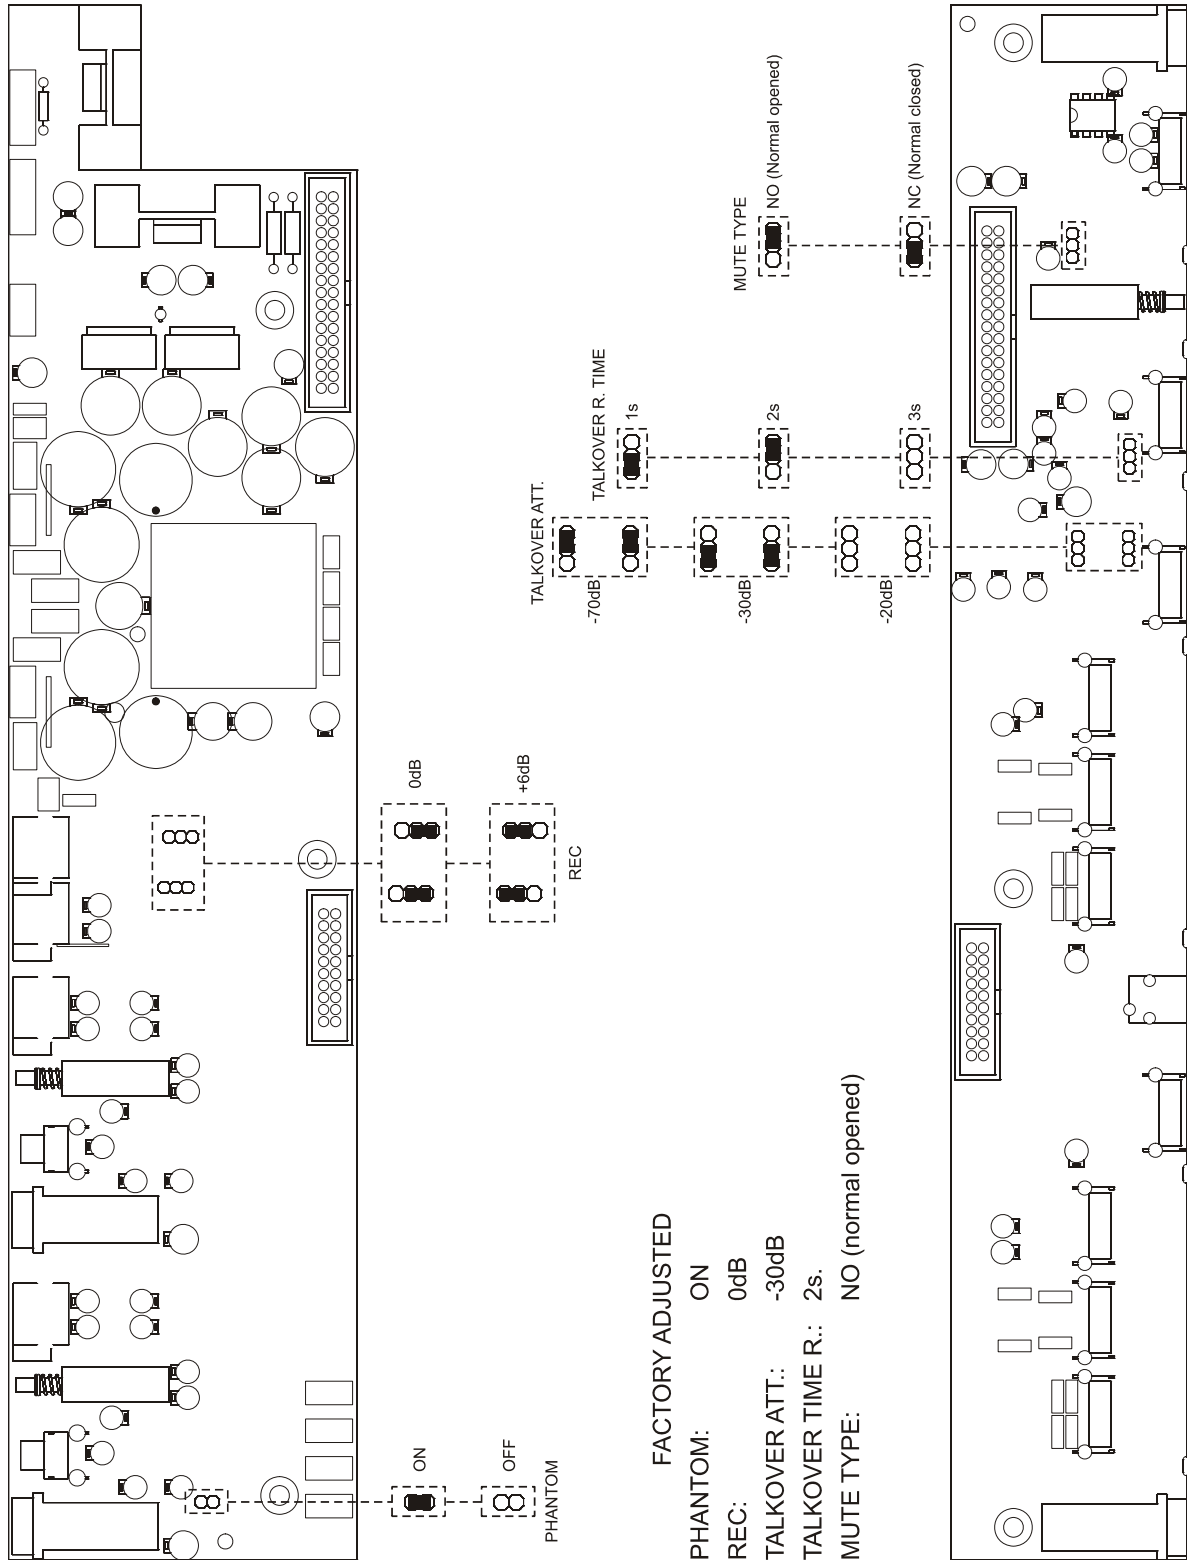 PHANTOM
ON
OFF
REC
0dB
+6dB
TALKOVER ATT.
-70dB
-30dB
-20dB
TALKOVER R. TIME
1s
2s
3s
MUTE TYPE
NO (Normal opened)
NC (Normal closed)
FACTORY ADJUSTED
PHANTOM: ON
REC: 0dB
TALKOVER ATT.: -30dB
TALKOVER TIME R.: 2s.
MUTE TYPE: NO (normal opened)